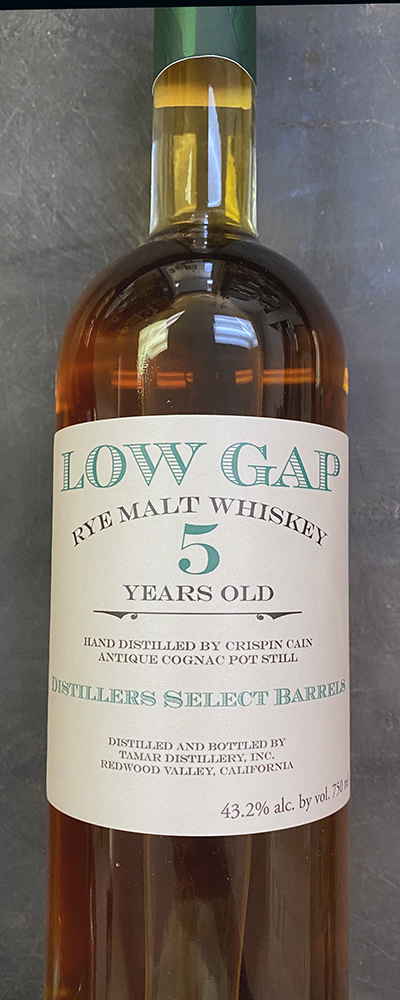 LOW GAP
RYE MALT WHISKEY
5
YEARS OLD
HAND DISTILLED BY CRISPIN CAIN
ANTIQUE COGNAC POT STILL
DISTILLERS SELECT BARRELS
DISTILLED AND BOTTLED BY
TAMAR DISTILLERY, INC.
REDWOOD VALLEY, CALIFORNIA
43.2% alc. by vol. 750 m